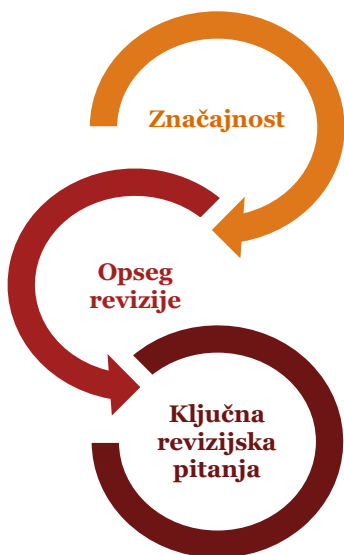 Značajnost
Opseg
revizije
Ključna
revizijska
pitanja